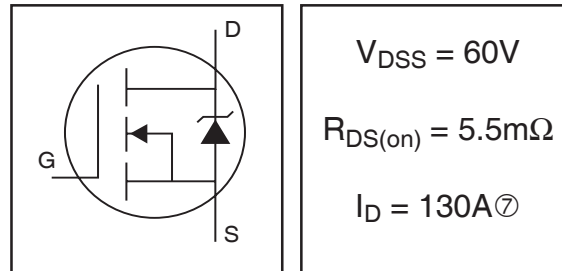 D
G
S
V_DSS = 60V
R_DS(on) = 5.5mΩ
I_D = 130A⑦